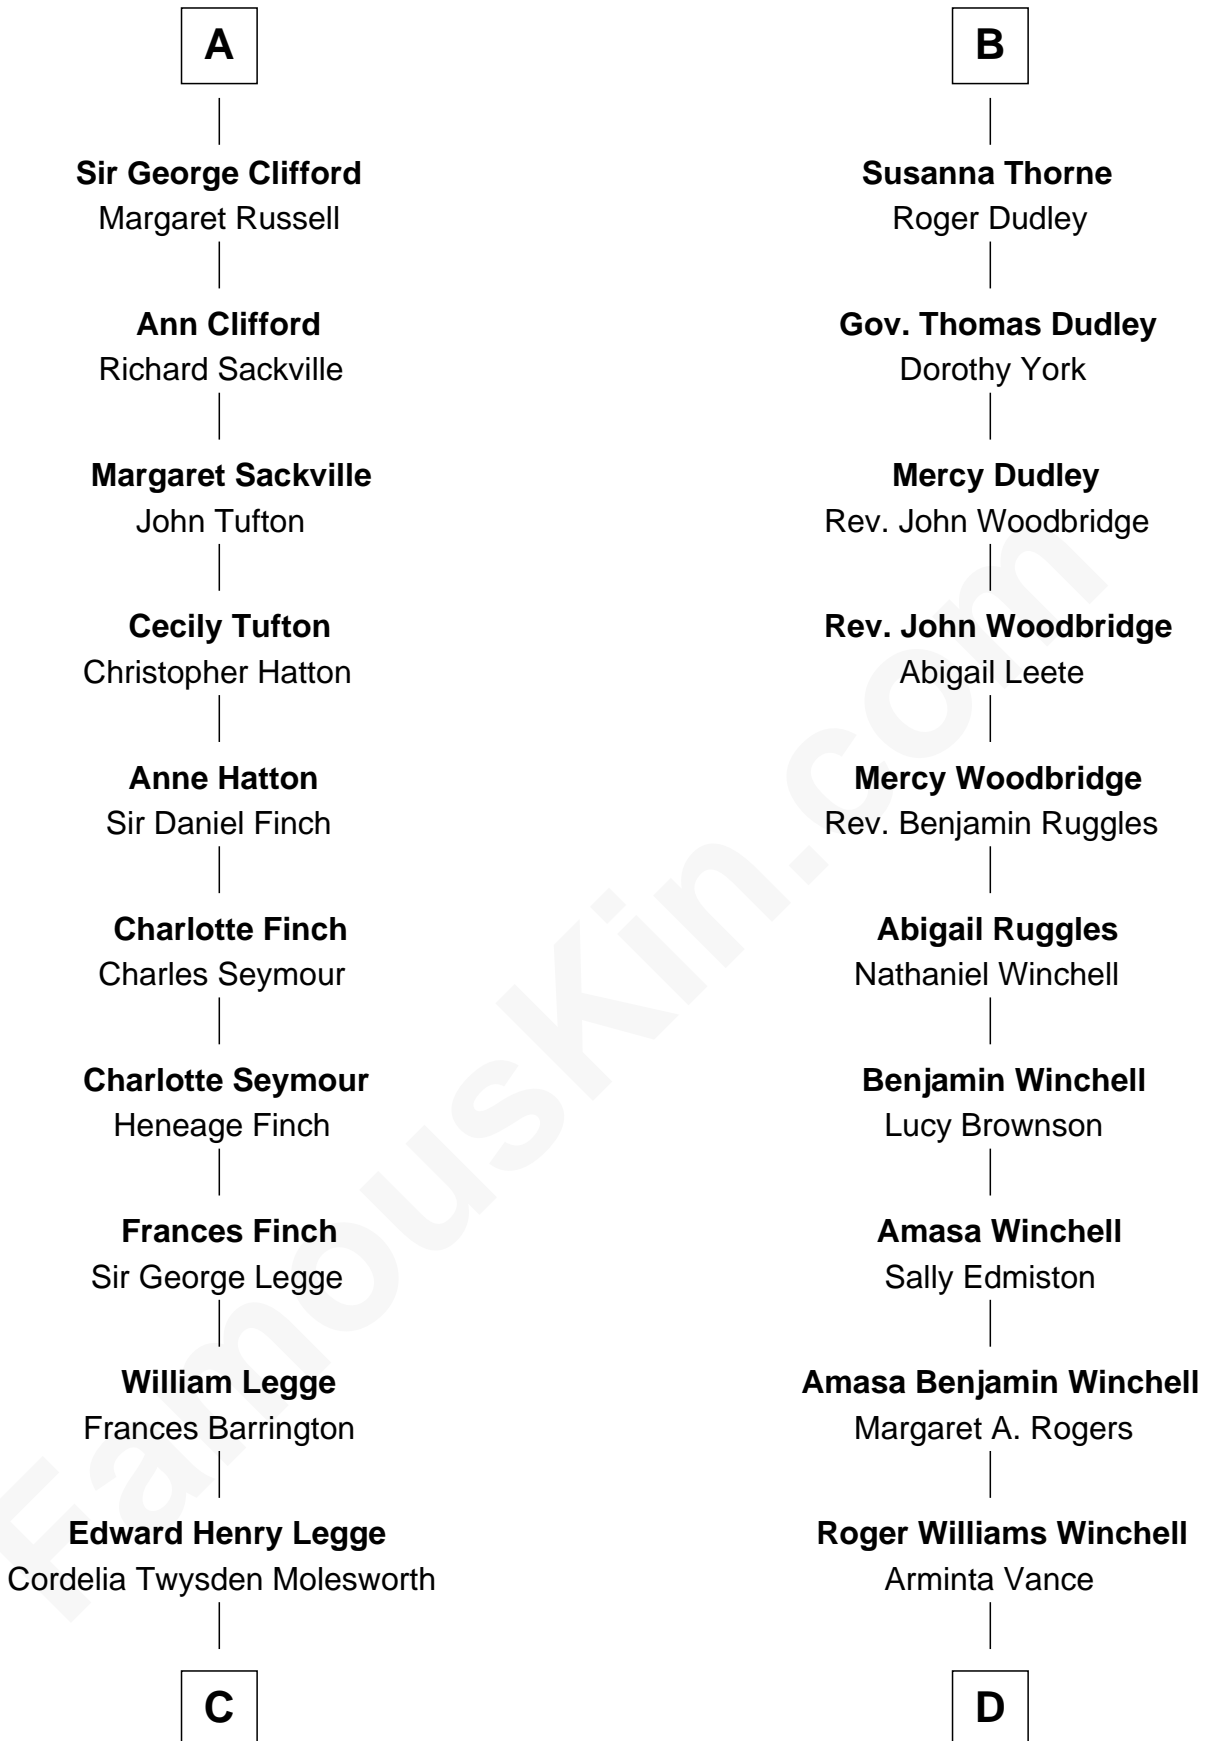 A
Sir George Clifford
Margaret Russell
Ann Clifford
Richard Sackville
Margaret Sackville
John Tufton
Cecily Tufton
Christopher Hatton
Anne Hatton
Sir Daniel Finch
Charlotte Finch
Charles Seymour
Charlotte Seymour
Heneage Finch
Frances Finch
Sir George Legge
William Legge
Frances Barrington
Edward Henry Legge
Cordelia Twysden Molesworth
C
B
Susanna Thorne
Roger Dudley
Gov. Thomas Dudley
Dorothy York
Mercy Dudley
Rev. John Woodbridge
Rev. John Woodbridge
Abigail Leete
Mercy Woodbridge
Rev. Benjamin Ruggles
Abigail Ruggles
Nathaniel Winchell
Benjamin Winchell
Lucy Brownson
Amasa Winchell
Sally Edmiston
Amasa Benjamin Winchell
Margaret A. Rogers
Roger Williams Winchell
Arminta Vance
D
FamousKin.com